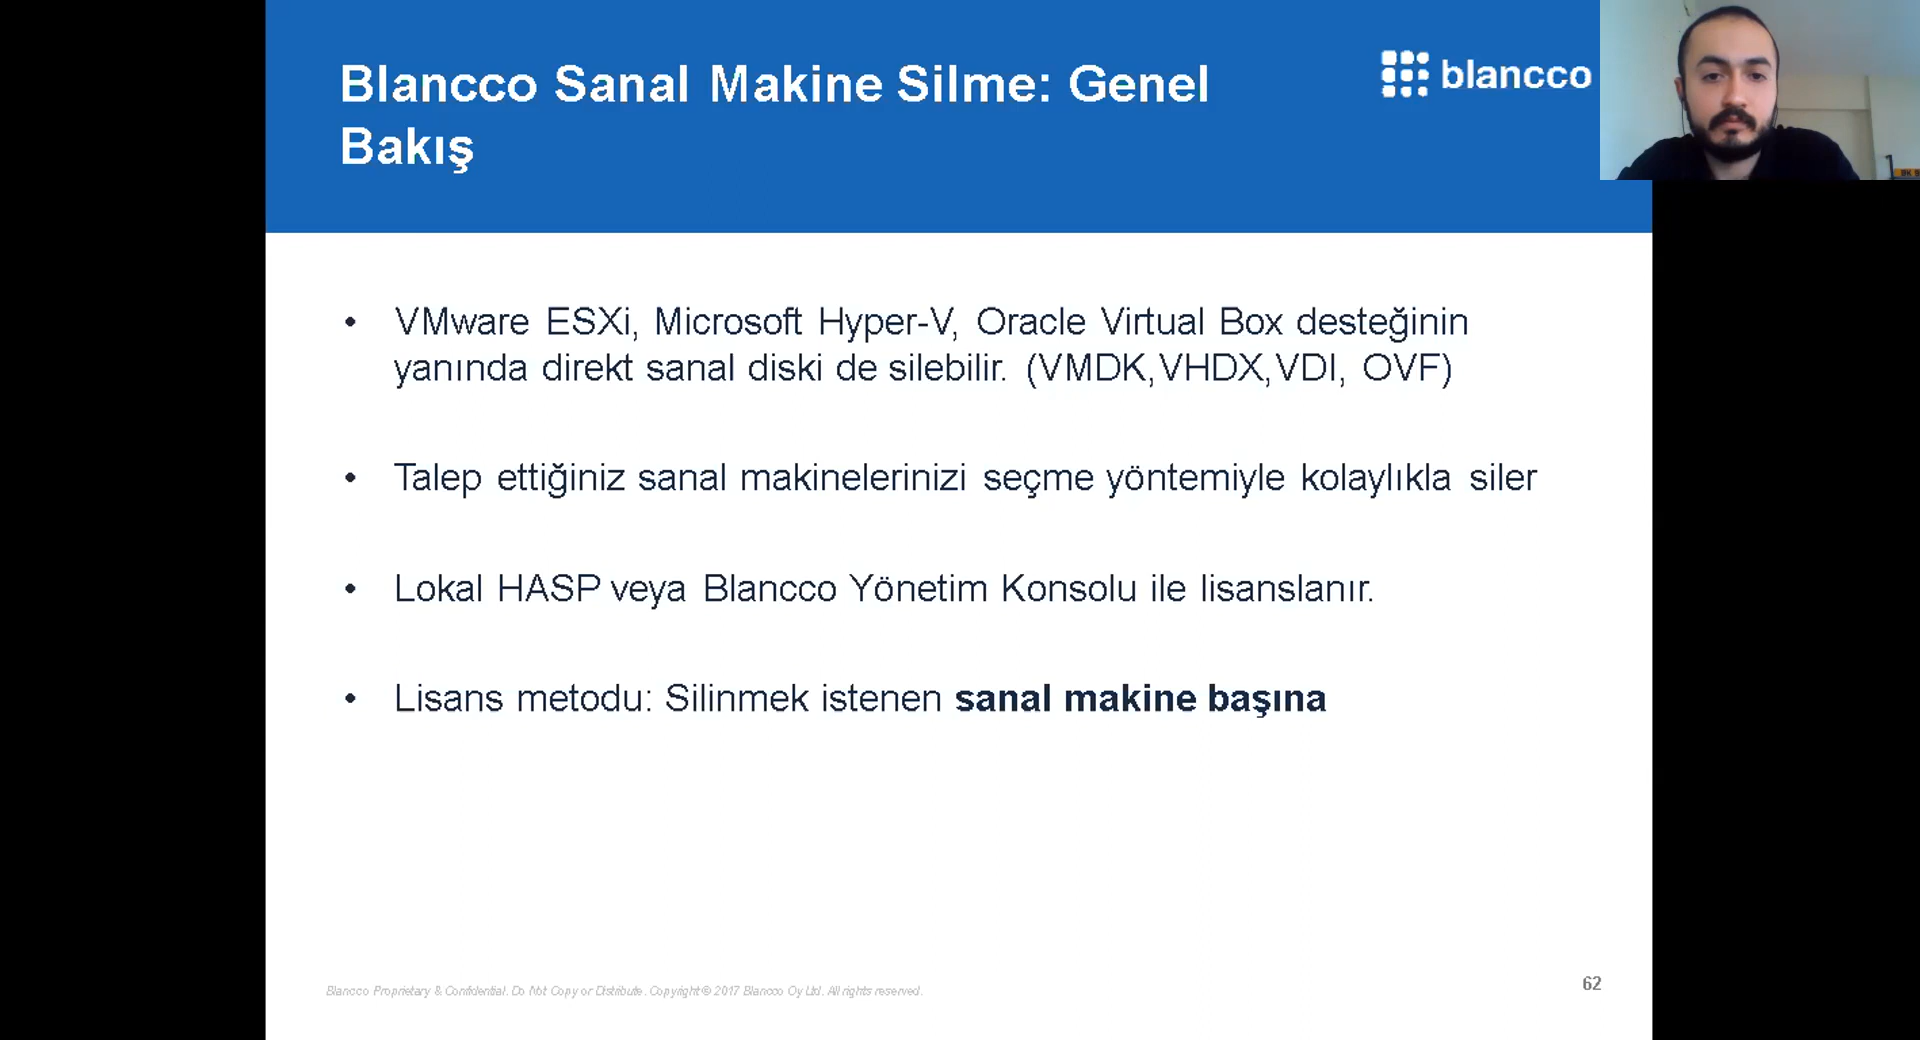 Blancco Sanal Makine Silme: Genel
Bakış
blancco
• VMware ESXi, Microsoft Hyper-V, Oracle Virtual Box desteğinin
yanında direkt sanal diski de silebilir. (VMDK,VHDX,VDI, OVF)
• Talep ettiğiniz sanal makinelerinizi seçme yöntemiyle kolaylıkla siler
• Lokal HASP veya Blancco Yönetim Konsolu ile lisanslanır.
• Lisans metodu: Silinmek istenen sanal makine başına
Blancco Proprietary & Confidential. Do Not Copy or Distribute. Copyright © 2017 Blancco Oy Ltd. All rights reserved.
62